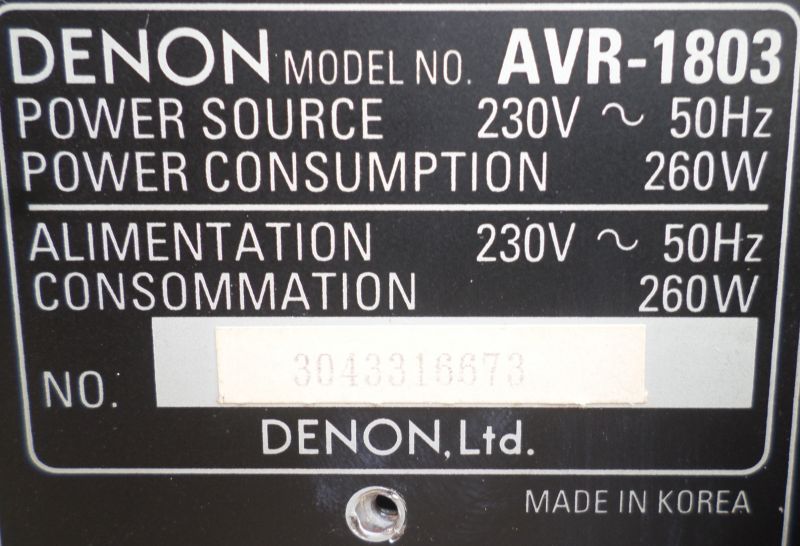 DENON MODEL NO. AVR-1803
POWER SOURCE 230V ~ 50Hz
POWER CONSUMPTION 260W
ALIMENTATION 230V ~ 50Hz
CONSOMMATION 260W
NO. 3043316673
DENON, Ltd.
MADE IN KOREA